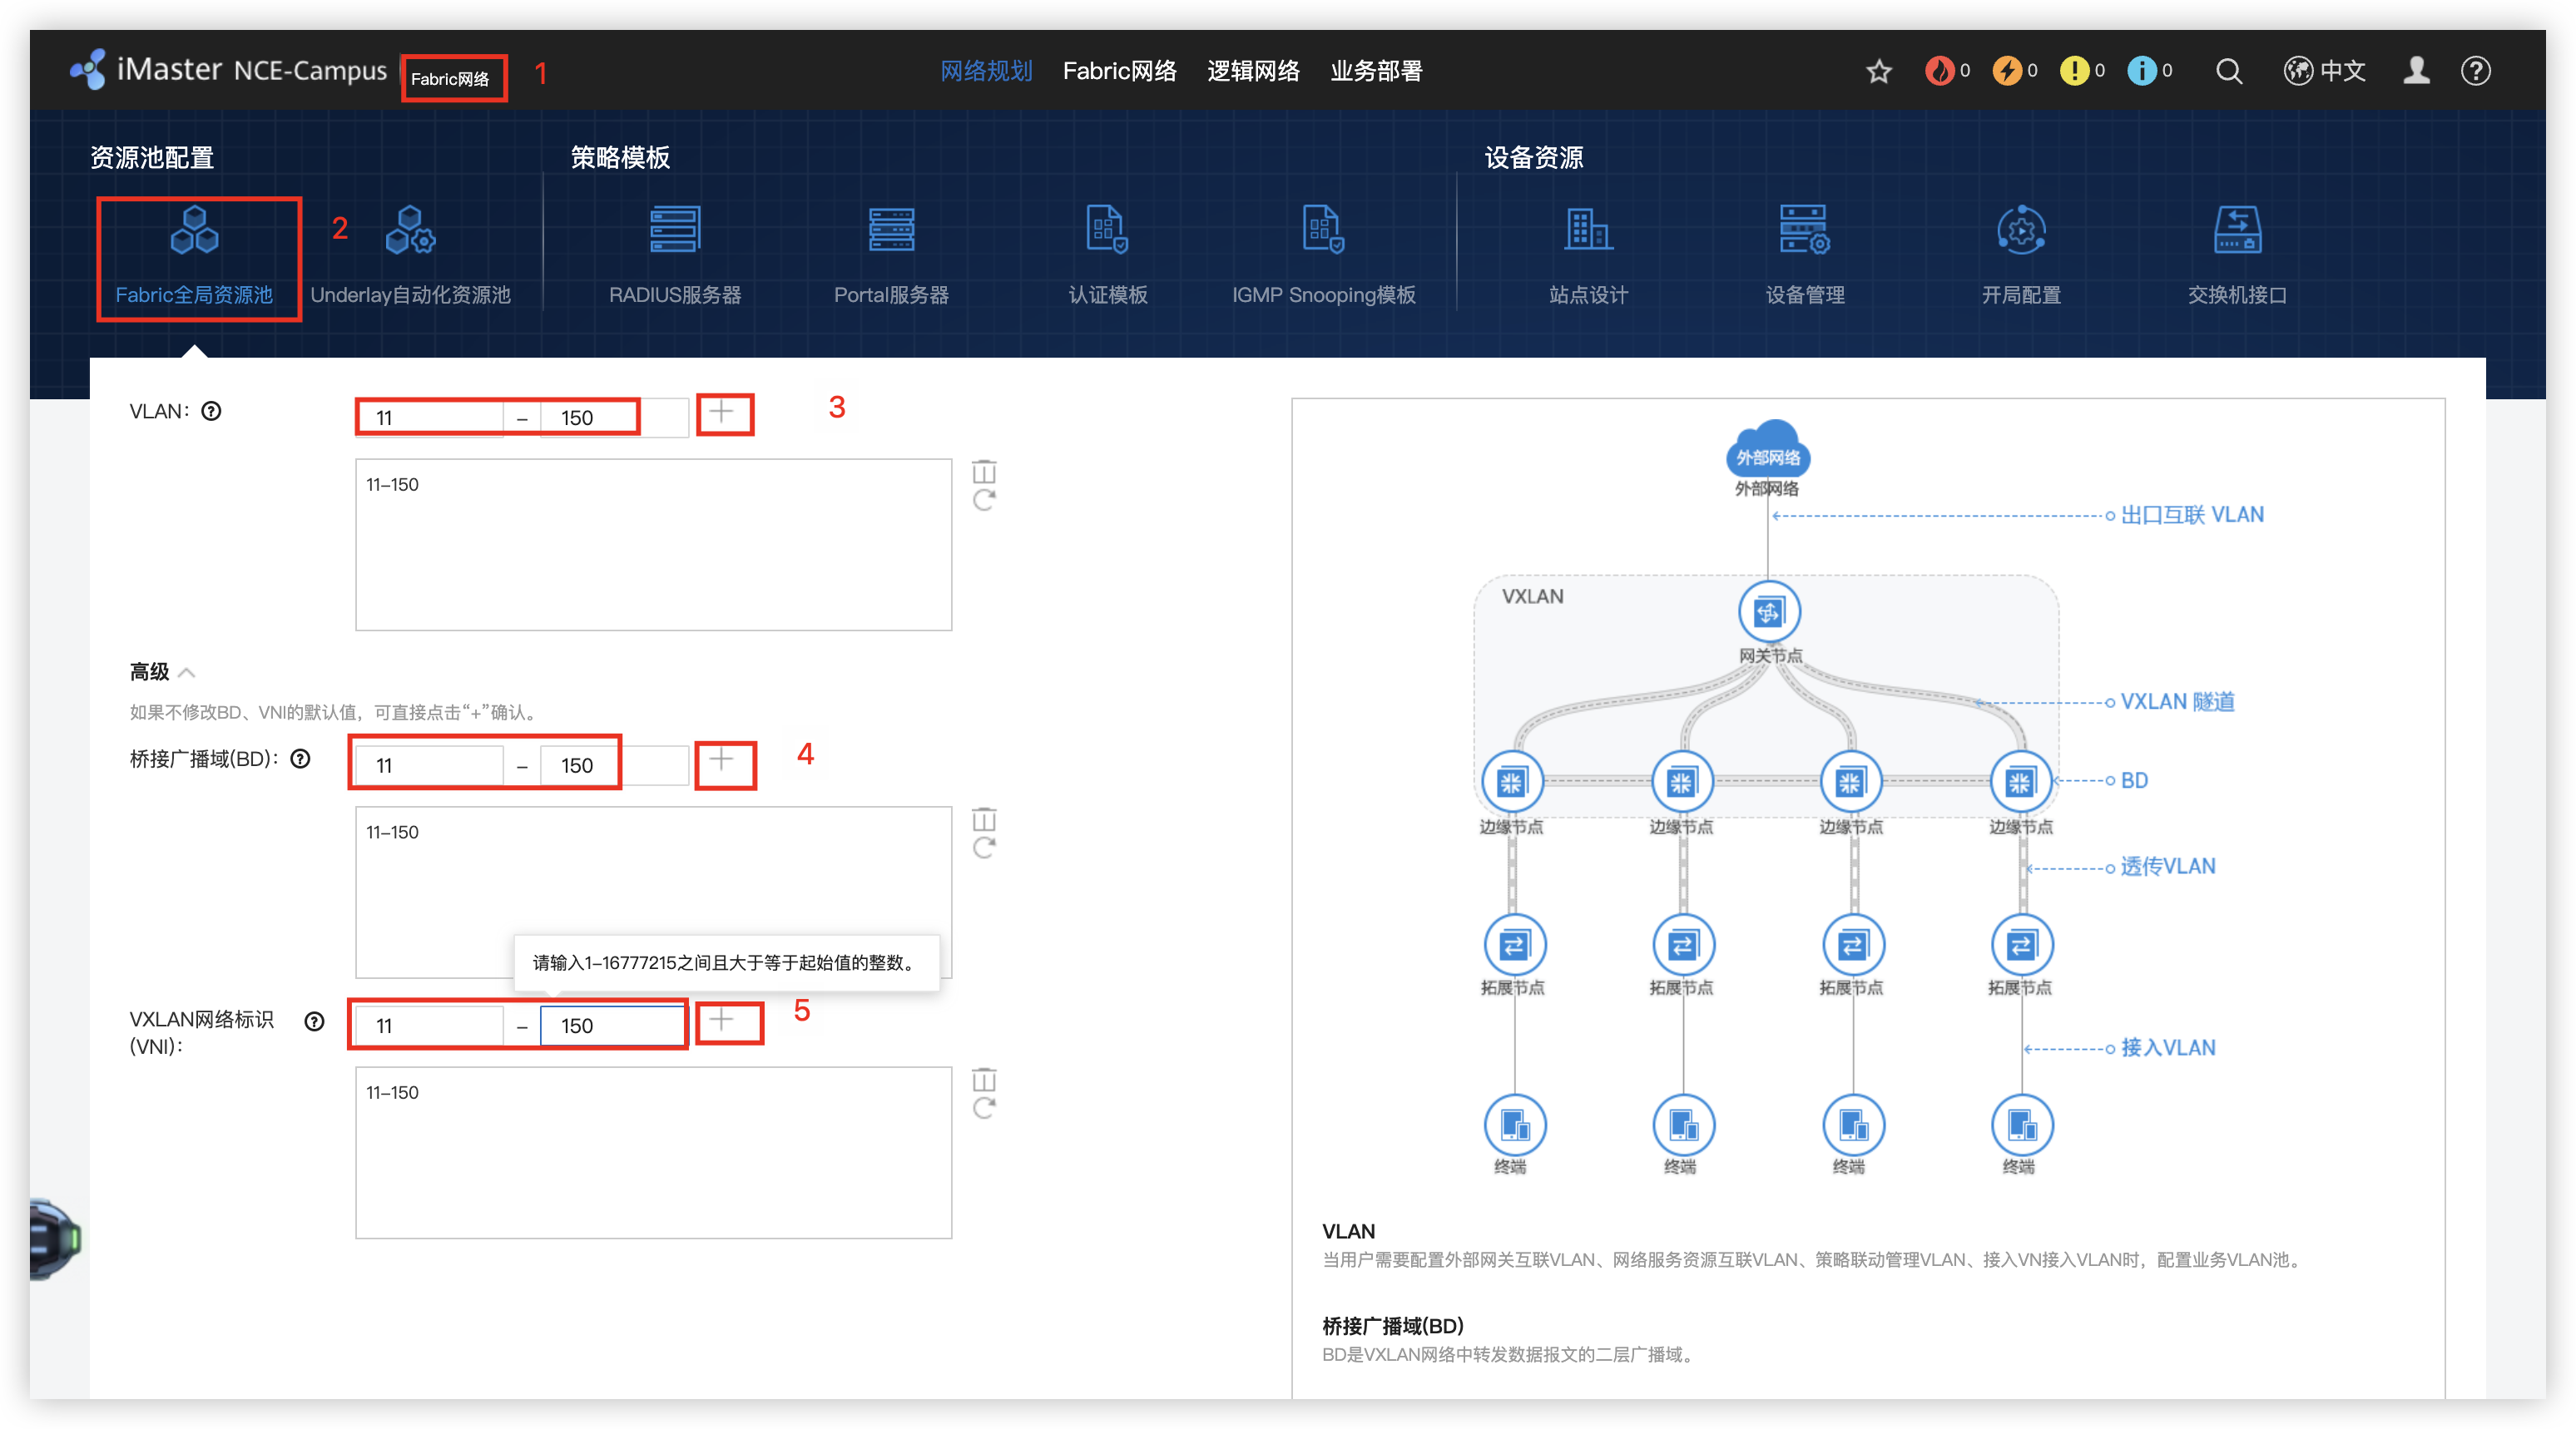 iMaster NCE-Campus Fabric网络 1 网络规划 Fabric网络 逻辑网络 业务部署 0 0 0 0 中文
资源池配置 策略模板 设备资源
2
Fabric全局资源池 Underlay自动化资源池 RADIUS服务器 Portal服务器 认证模板 IGMP Snooping模板 站点设计 设备管理 开局配置 交换机接口
VLAN: 11 – 150 + 3
11–150
高级
如果不修改BD、VNI的默认值，可直接点击“+”确认。
桥接广播域(BD): 11 – 150 + 4
11–150
请输入1–16777215之间且大于等于起始值的整数。
VXLAN网络标识 11 – 150 + 5
(VNI):
11–150
外部网络
外部网络
出口互联 VLAN
VXLAN
网关节点
VXLAN 隧道
BD
边缘节点 边缘节点 边缘节点 边缘节点
透传VLAN
拓展节点 拓展节点 拓展节点 拓展节点
接入VLAN
终端 终端 终端 终端
VLAN
当用户需要配置外部网关互联VLAN、网络服务资源互联VLAN、策略联动管理VLAN、接入VN接入VLAN时，配置业务VLAN池。
桥接广播域(BD)
BD是VXLAN网络中转发数据报文的二层广播域。